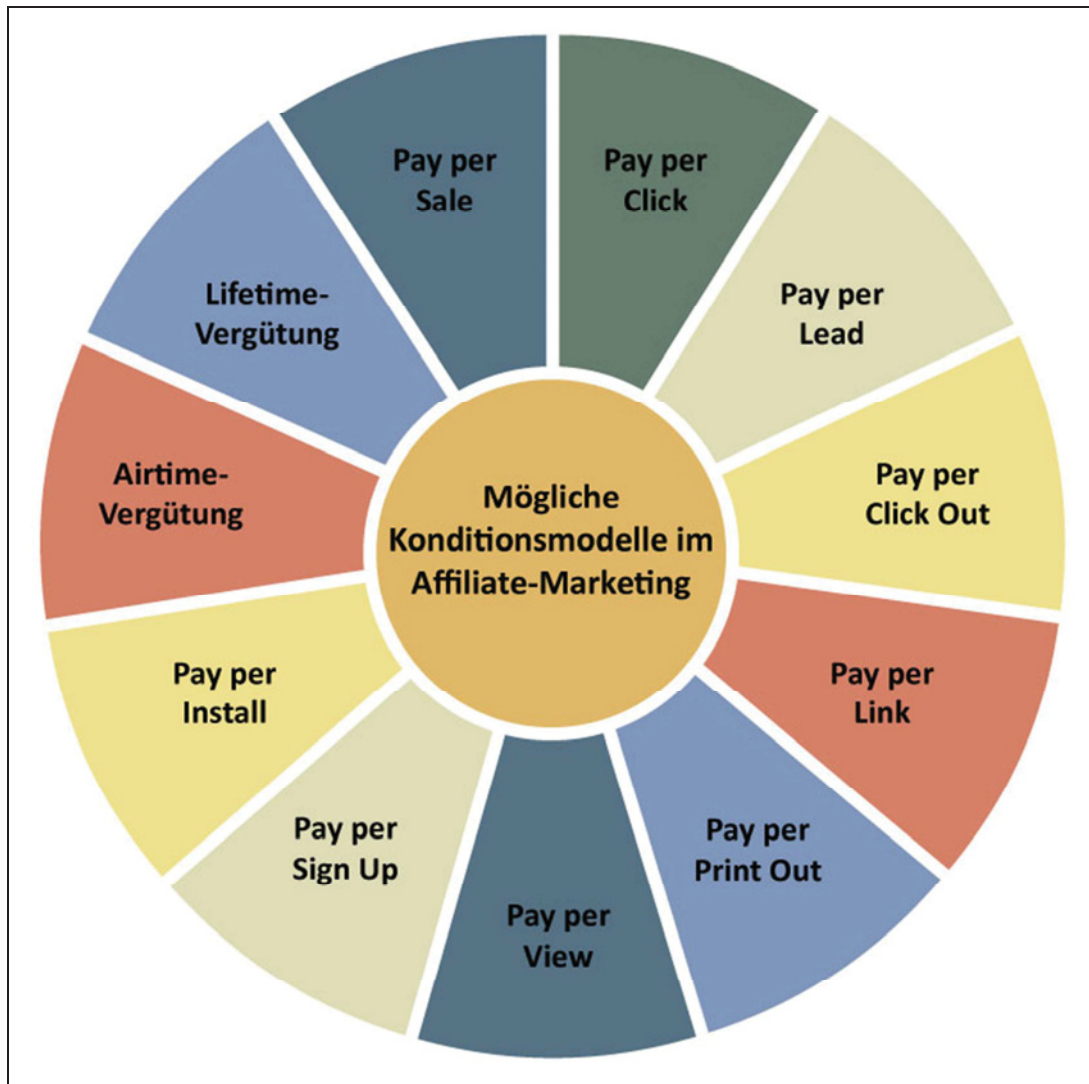 Pay per
Click
Pay per
Lead
Pay per
Click Out
Pay per
Link
Pay per
Print Out
Pay per
View
Pay per
Sign Up
Pay per
Install
Airtime-
Vergütung
Lifetime-
Vergütung
Pay per
Sale
Mögliche
Konditionsmodelle im
Affiliate-Marketing